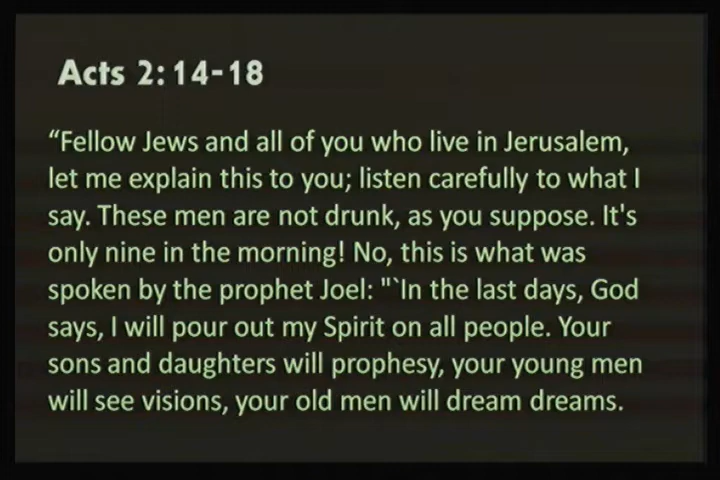 Acts 2:14-18
“Fellow Jews and all of you who live in Jerusalem,
let me explain this to you; listen carefully to what I
say. These men are not drunk, as you suppose. It's
only nine in the morning! No, this is what was
spoken by the prophet Joel: "`In the last days, God
says, I will pour out my Spirit on all people. Your
sons and daughters will prophesy, your young men
will see visions, your old men will dream dreams.